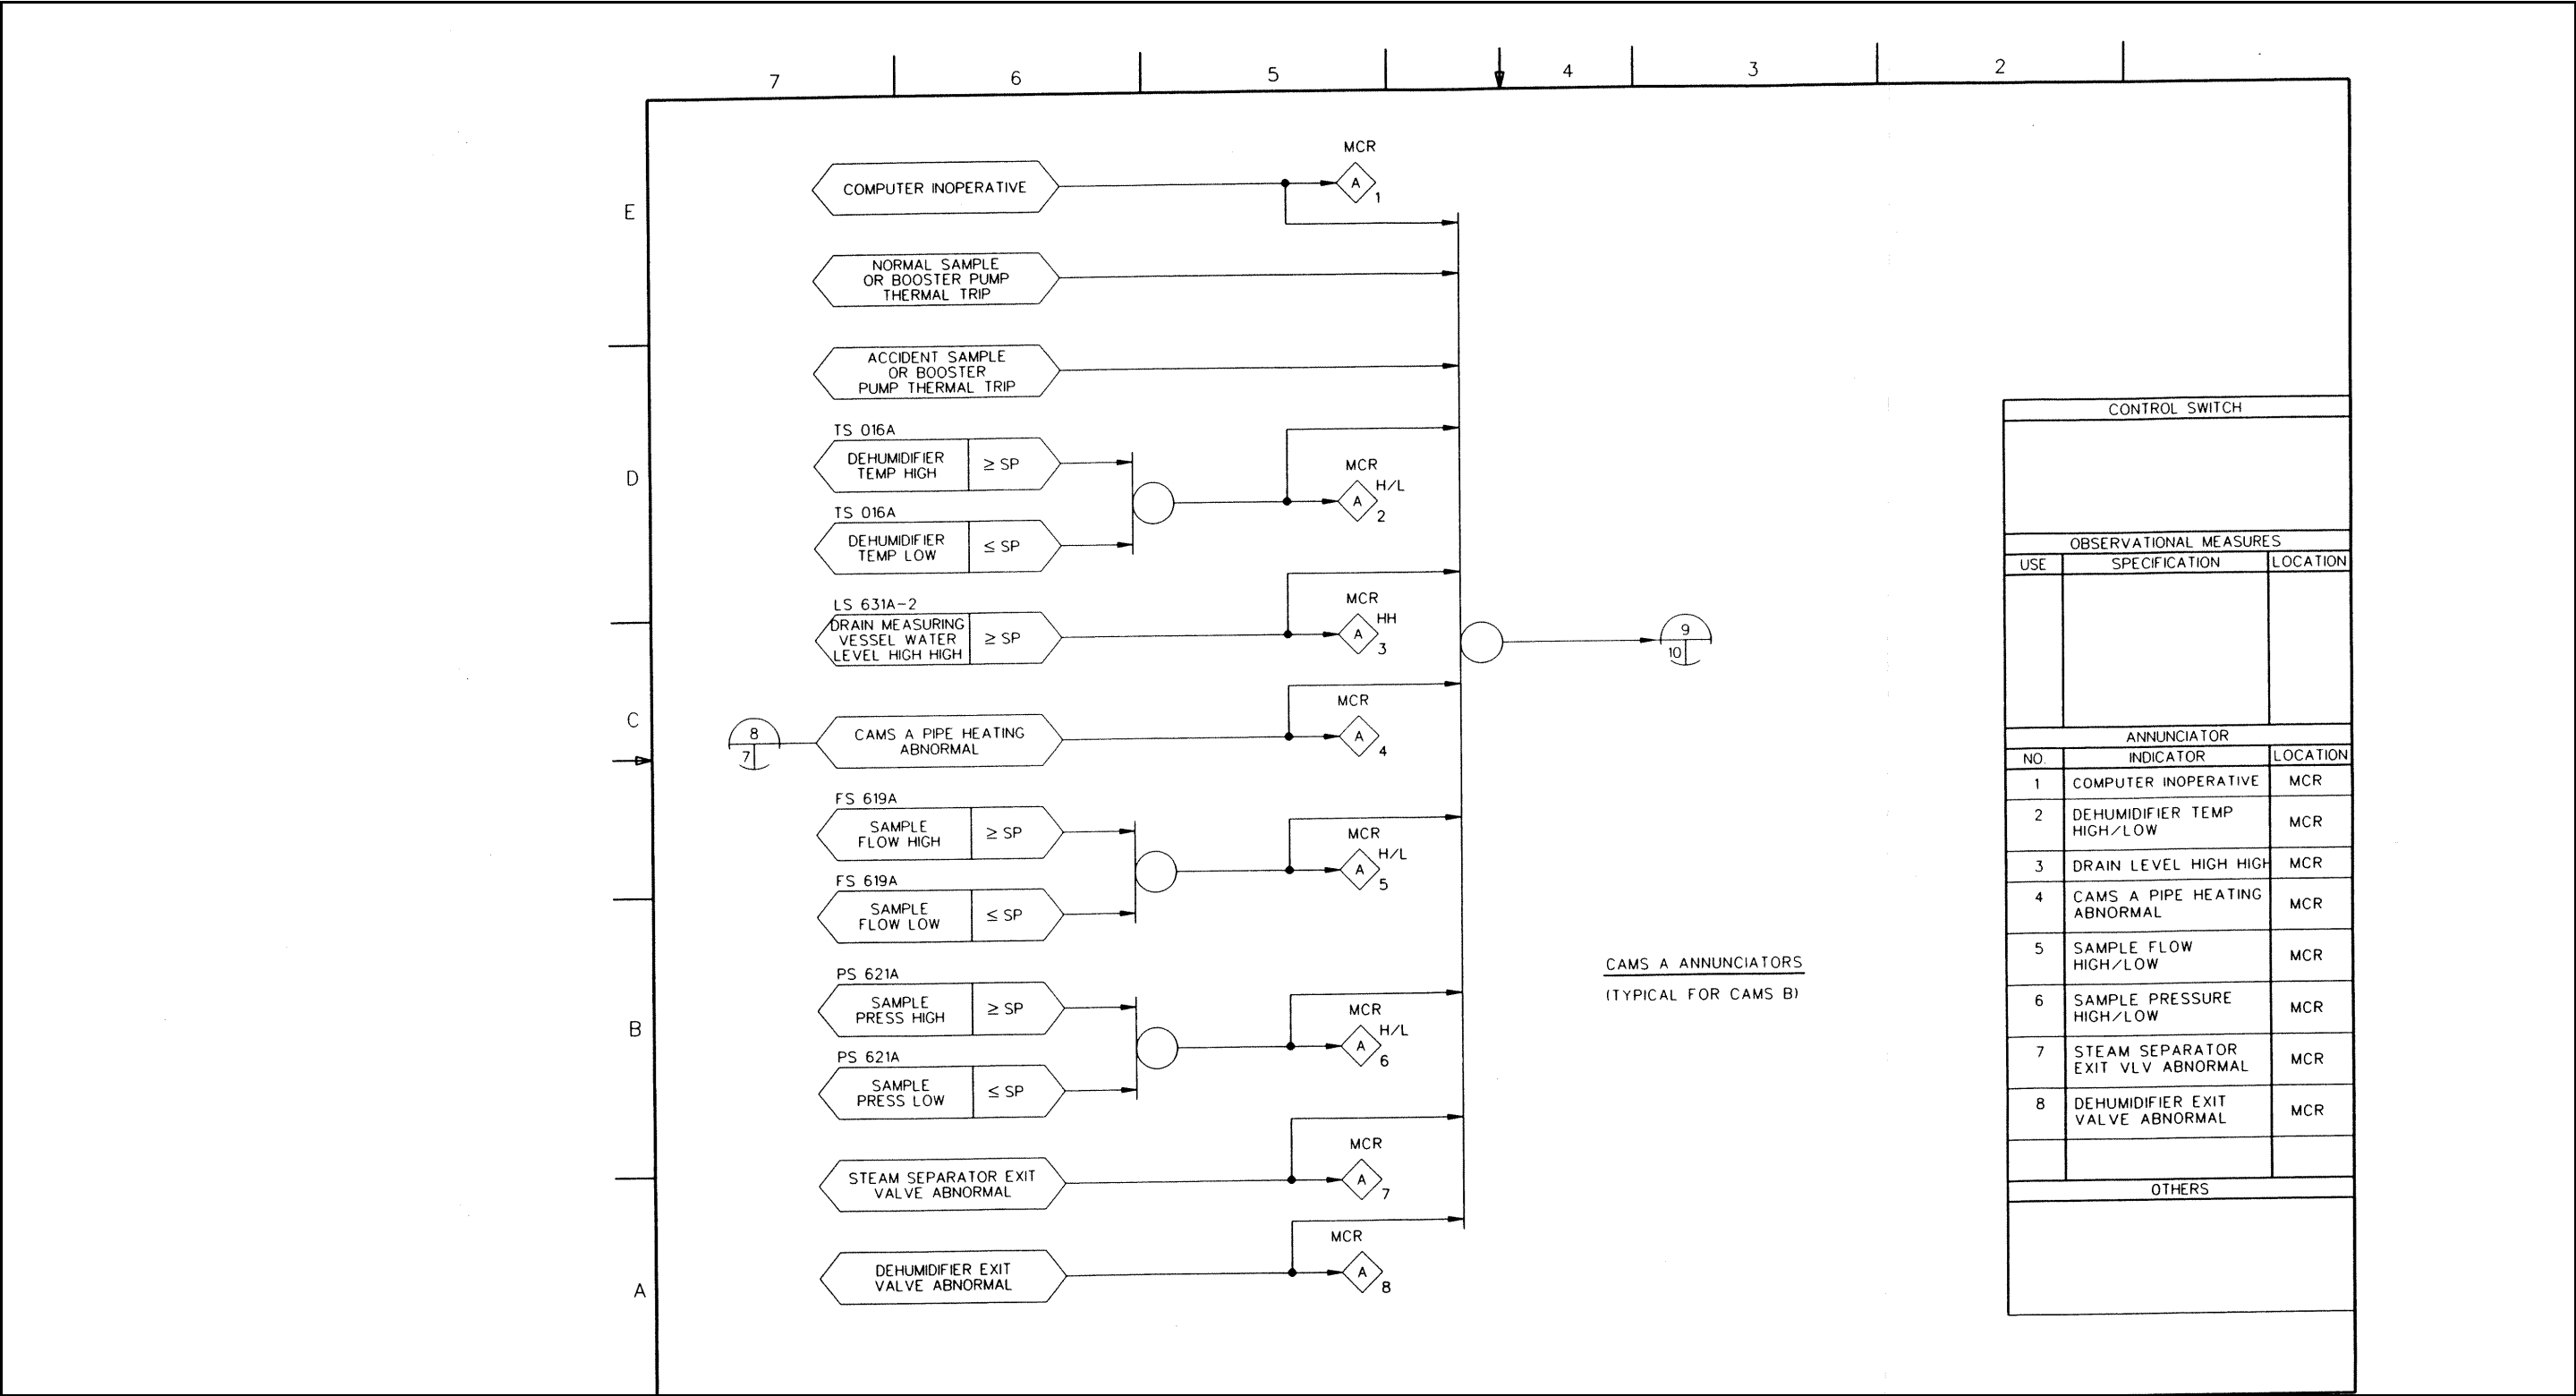 7 6 5 4 3 2
E
D
C
B
A
COMPUTER INOPERATIVE
MCR
A
1
NORMAL SAMPLE
OR BOOSTER PUMP
THERMAL TRIP
ACCIDENT SAMPLE
OR BOOSTER
PUMP THERMAL TRIP
TS 016A
DEHUMIDIFIER
TEMP HIGH
≥ SP
TS 016A
DEHUMIDIFIER
TEMP LOW
≤ SP
MCR
H/L
A
2
LS 631A-2
DRAIN MEASURING
VESSEL WATER
LEVEL HIGH HIGH
≥ SP
MCR
HH
A
3
9
10
8
7
CAMS A PIPE HEATING
ABNORMAL
MCR
A
4
FS 619A
SAMPLE
FLOW HIGH
≥ SP
FS 619A
SAMPLE
FLOW LOW
≤ SP
MCR
H/L
A
5
PS 621A
SAMPLE
PRESS HIGH
≥ SP
PS 621A
SAMPLE
PRESS LOW
≤ SP
MCR
H/L
A
6
STEAM SEPARATOR EXIT
VALVE ABNORMAL
MCR
A
7
DEHUMIDIFIER EXIT
VALVE ABNORMAL
MCR
A
8
CAMS A ANNUNCIATORS
(TYPICAL FOR CAMS B)
CONTROL SWITCH
OBSERVATIONAL MEASURES
USE SPECIFICATION LOCATION
ANNUNCIATOR
NO. INDICATOR LOCATION
1 COMPUTER INOPERATIVE MCR
2 DEHUMIDIFIER TEMP
HIGH/LOW MCR
3 DRAIN LEVEL HIGH HIGH MCR
4 CAMS A PIPE HEATING
ABNORMAL MCR
5 SAMPLE FLOW
HIGH/LOW MCR
6 SAMPLE PRESSURE
HIGH/LOW MCR
7 STEAM SEPARATOR
EXIT VLV ABNORMAL MCR
8 DEHUMIDIFIER EXIT
VALVE ABNORMAL MCR
OTHERS